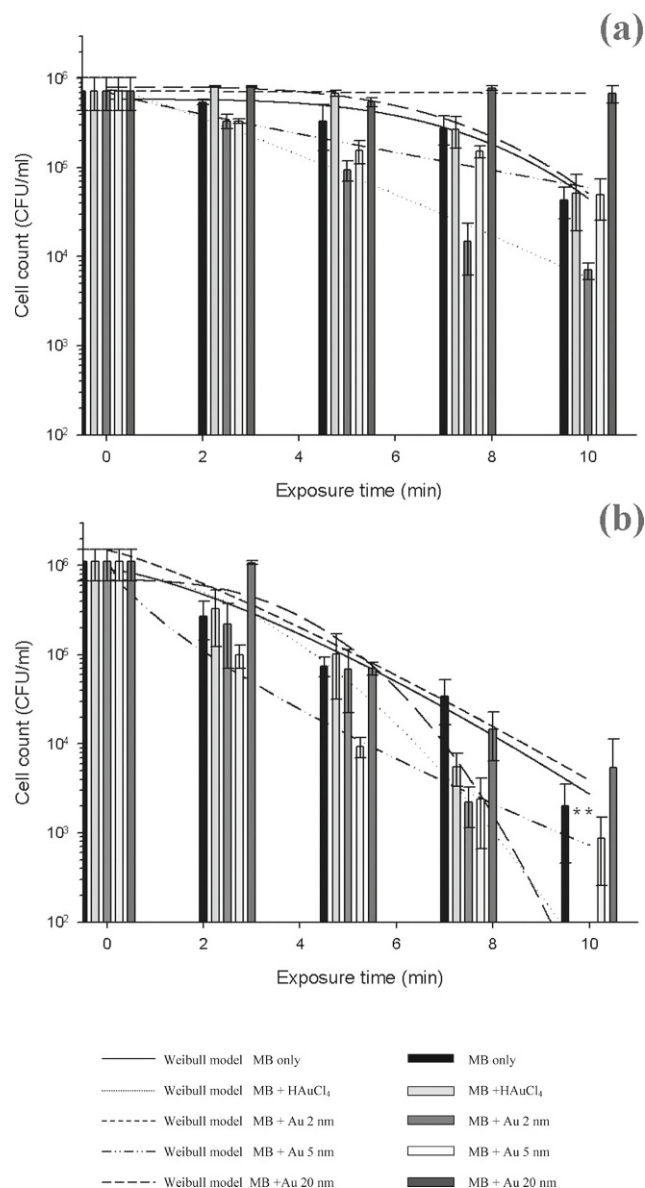 (a)
10⁶
10⁵
10⁴
10³
10²
Cell count (CFU/ml)
0 2 4 6 8 10
Exposure time (min)
(b)
10⁶
10⁵
10⁴
10³
10²
Cell count (CFU/ml)
**
0 2 4 6 8 10
Exposure time (min)
Weibull model MB only MB only
Weibull model MB + HAuCl₄ MB +HAuCl₄
Weibull model MB + Au 2 nm MB + Au 2 nm
Weibull model MB + Au 5 nm MB + Au 5 nm
Weibull model MB +Au 20 nm MB + Au 20 nm